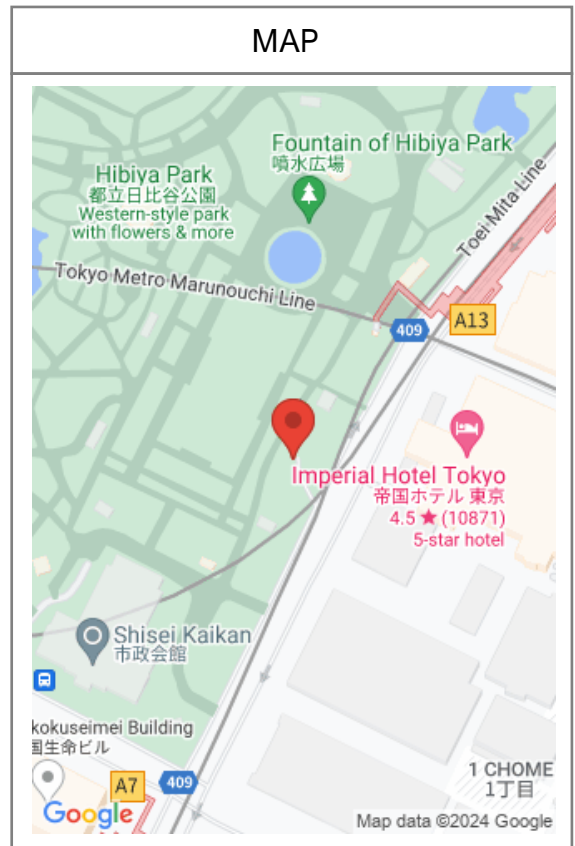 MAP
Fountain of Hibiya Park
噴水広場
Hibiya Park
都立日比谷公園
Western-style park
with flowers & more
Toei Mita Line
Tokyo Metro Marunouchi Line
409
A13
Imperial Hotel Tokyo
帝国ホテル 東京
4.5 ★ (10871)
5-star hotel
Shisei Kaikan
市政会館
kokuseimei Building
国生命ビル
1 CHOME
1丁目
A7
409
Google
Map data ©2024 Google